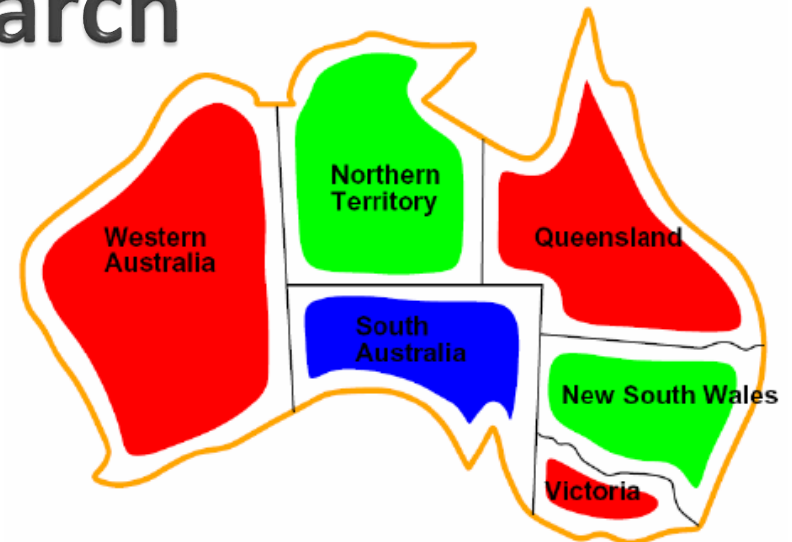 arch
Northern
Territory
Western
Australia
Queensland
South
Australia
New South Wales
Victoria